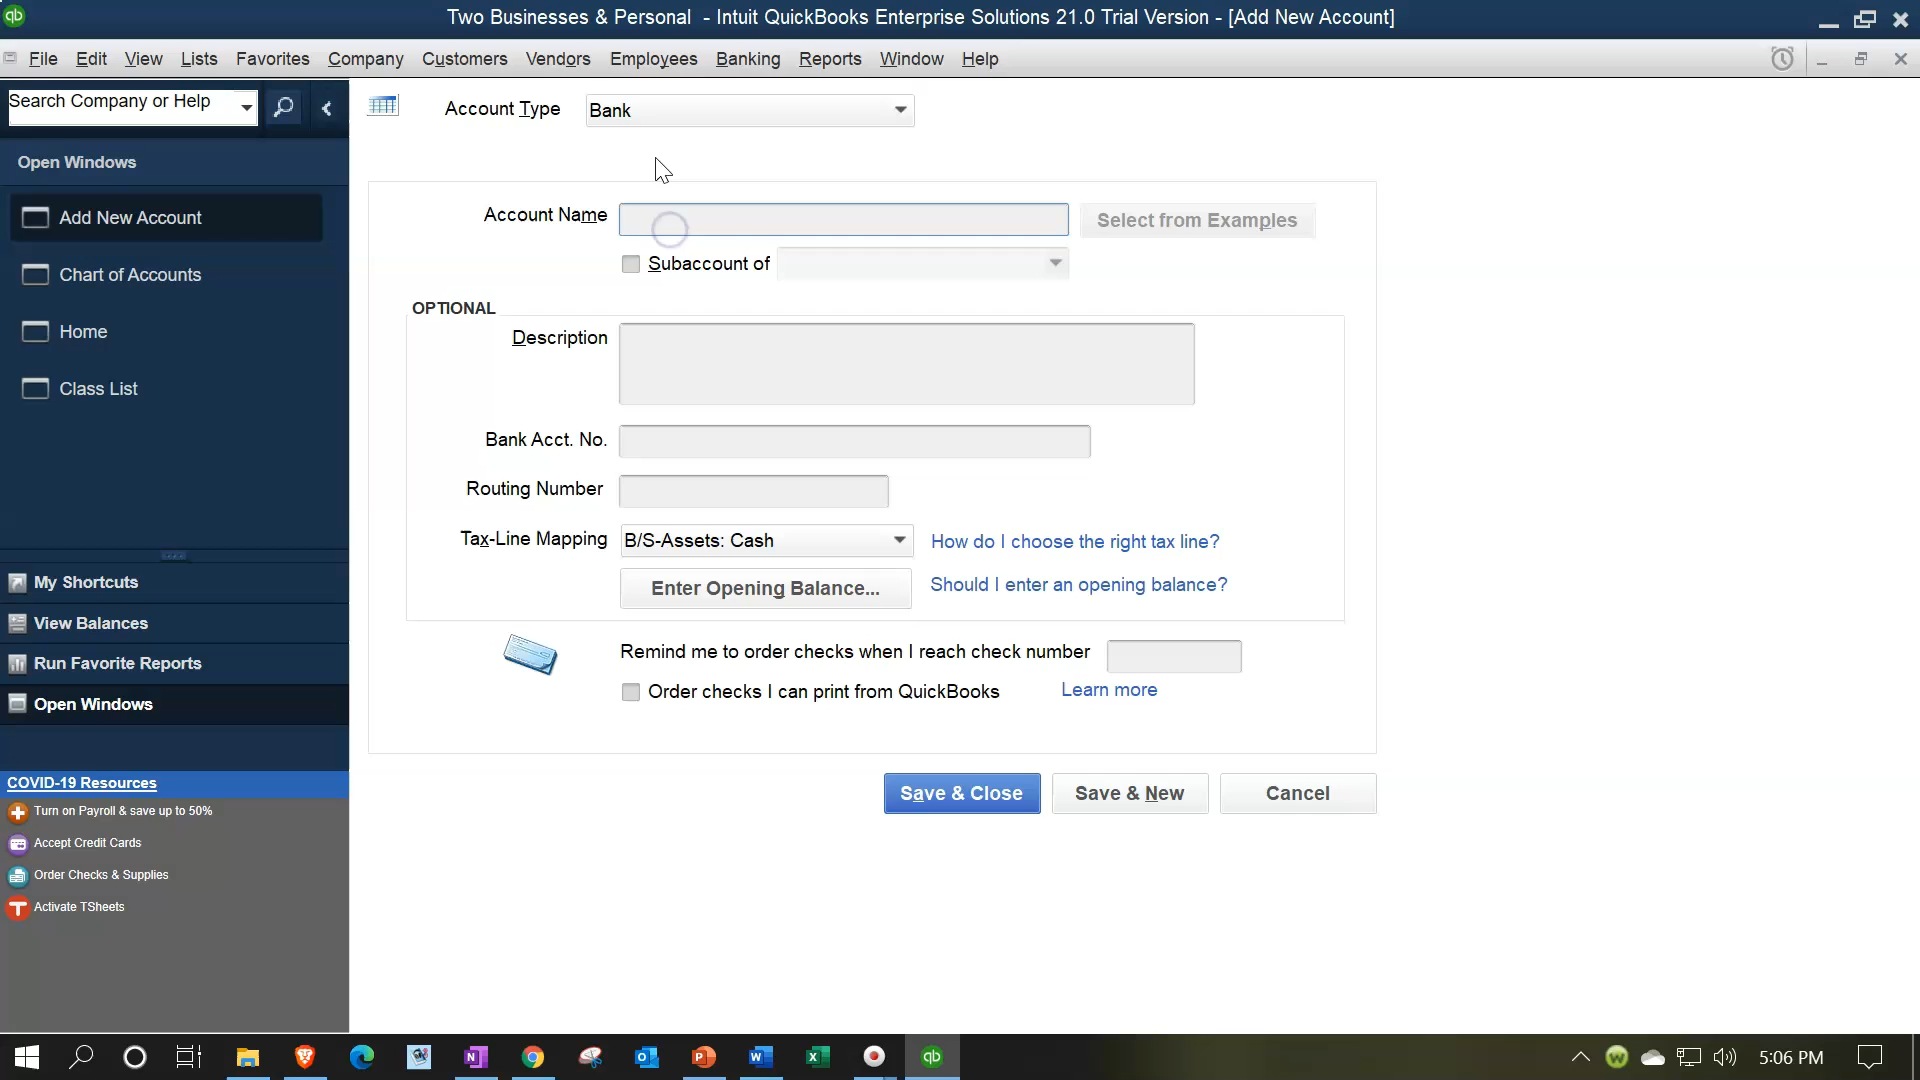 qb
Two Businesses & Personal - Intuit QuickBooks Enterprise Solutions 21.0 Trial Version - [Add New Account]
File Edit View Lists Favorites Company Customers Vendors Employees Banking Reports Window Help
Search Company or Help
Open Windows
Add New Account
Chart of Accounts
Home
Class List
My Shortcuts
View Balances
Run Favorite Reports
Open Windows
COVID-19 Resources
Turn on Payroll & save up to 50%
Accept Credit Cards
Order Checks & Supplies
Activate TSheets
Account Type Bank
Account Name Select from Examples
Subaccount of
OPTIONAL
Description
Bank Acct. No.
Routing Number
Tax-Line Mapping B/S-Assets: Cash How do I choose the right tax line?
Enter Opening Balance... Should I enter an opening balance?
Remind me to order checks when I reach check number
Order checks I can print from QuickBooks Learn more
Save & Close Save & New Cancel
5:06 PM